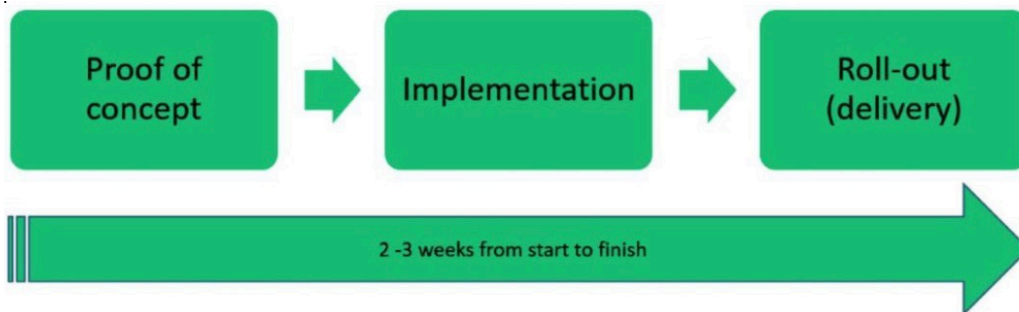 Proof of
concept
Implementation
Roll-out
(delivery)
2 -3 weeks from start to finish